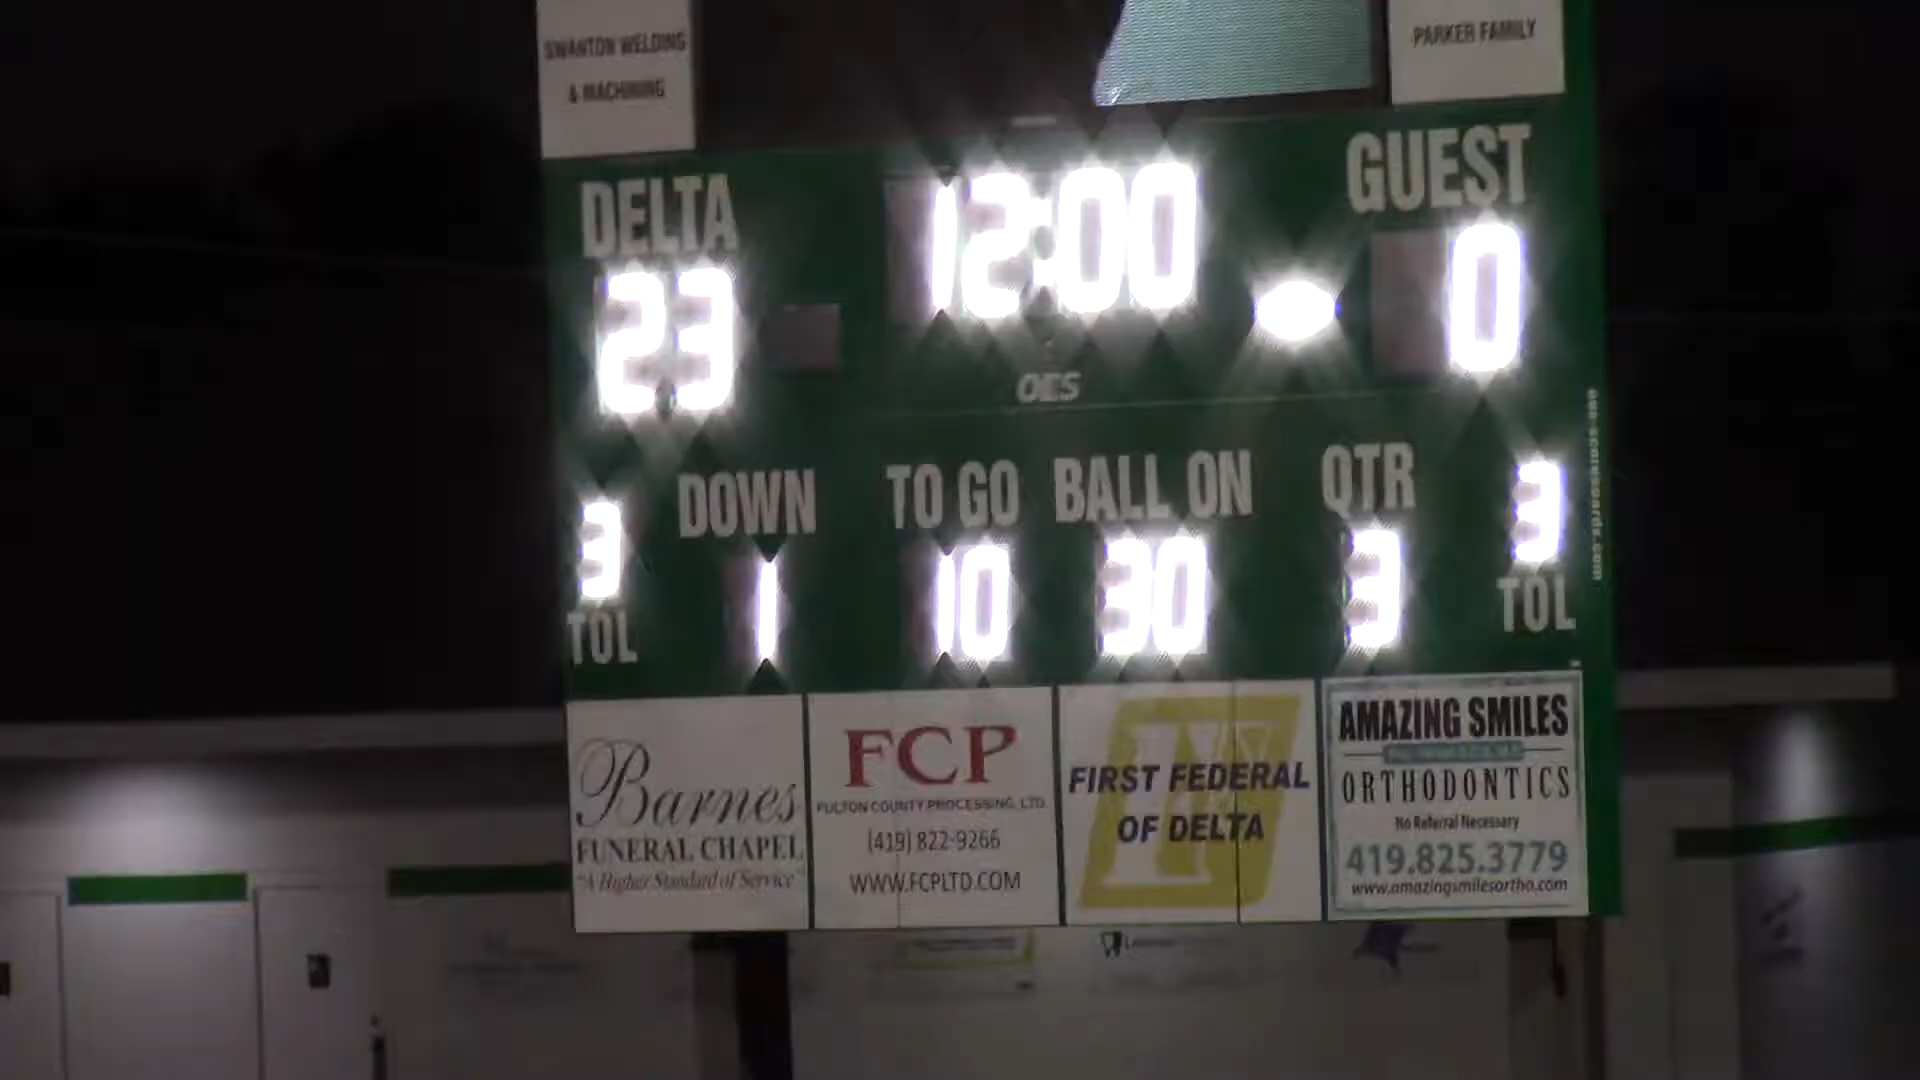 SWANTON WELDING
& MACHINING
PARKER FAMILY
DELTA
12:00
GUEST
23
0
OES
DOWN
TO GO
BALL ON
QTR
3
TOL
1
10
30
3
3
TOL
Barnes
FUNERAL CHAPEL
"A Higher Standard of Service"
FCP
FULTON COUNTY PROCESSING, LTD.
(419) 822-9266
WWW.FCPLTD.COM
FIRST FEDERAL
OF DELTA
AMAZING SMILES
ORTHODONTICS
No Referral Necessary
419.825.3779
www.amazingsmilesortho.com